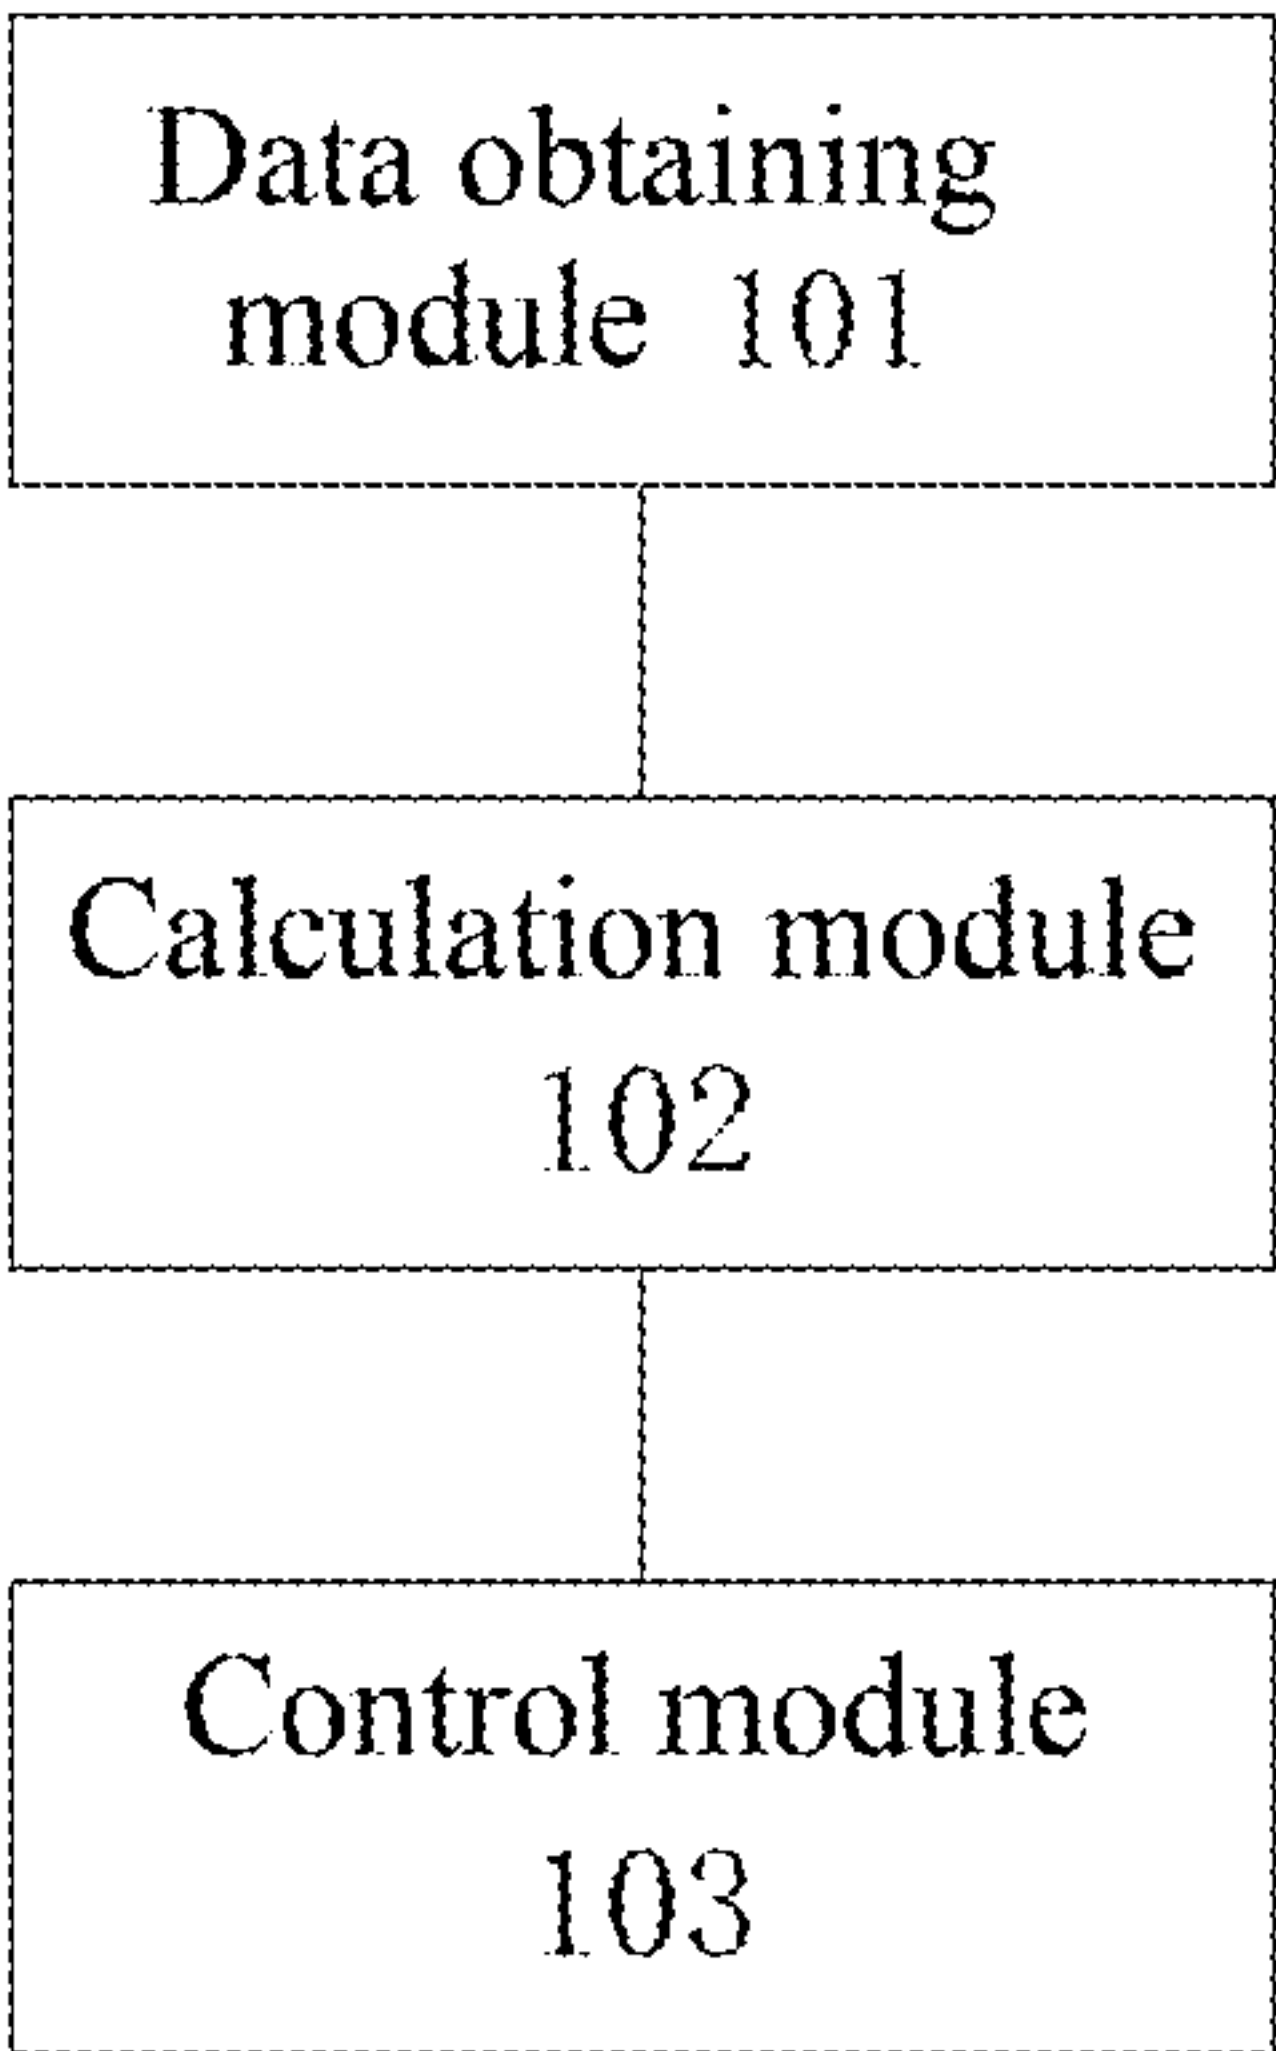 Data obtaining
module 101
Calculation module
102
Control module
103